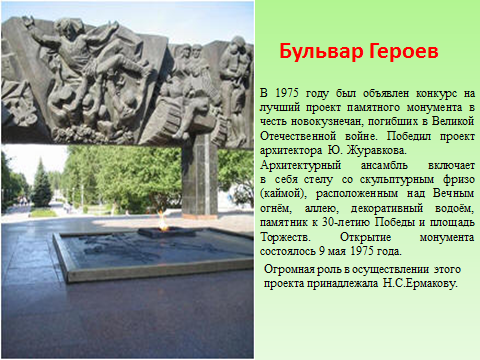 Бульвар Героев
В 1975 году был объявлен конкурс на
лучший проект памятного монумента в
честь новокузнечан, погибших в Великой
Отечественной войне. Победил проект
архитектора Ю. Журавкова.
Архитектурный ансамбль включает
в себя стелу со скульптурным фризо
(каймой), расположенным над Вечным
огнём, аллею, декоративный водоём,
памятник к 30-летию Победы и площадь
Торжеств. Открытие монумента
состоялось 9 мая 1975 года.
Огромная роль в осуществлении этого
проекта принадлежала Н.С.Ермакову.